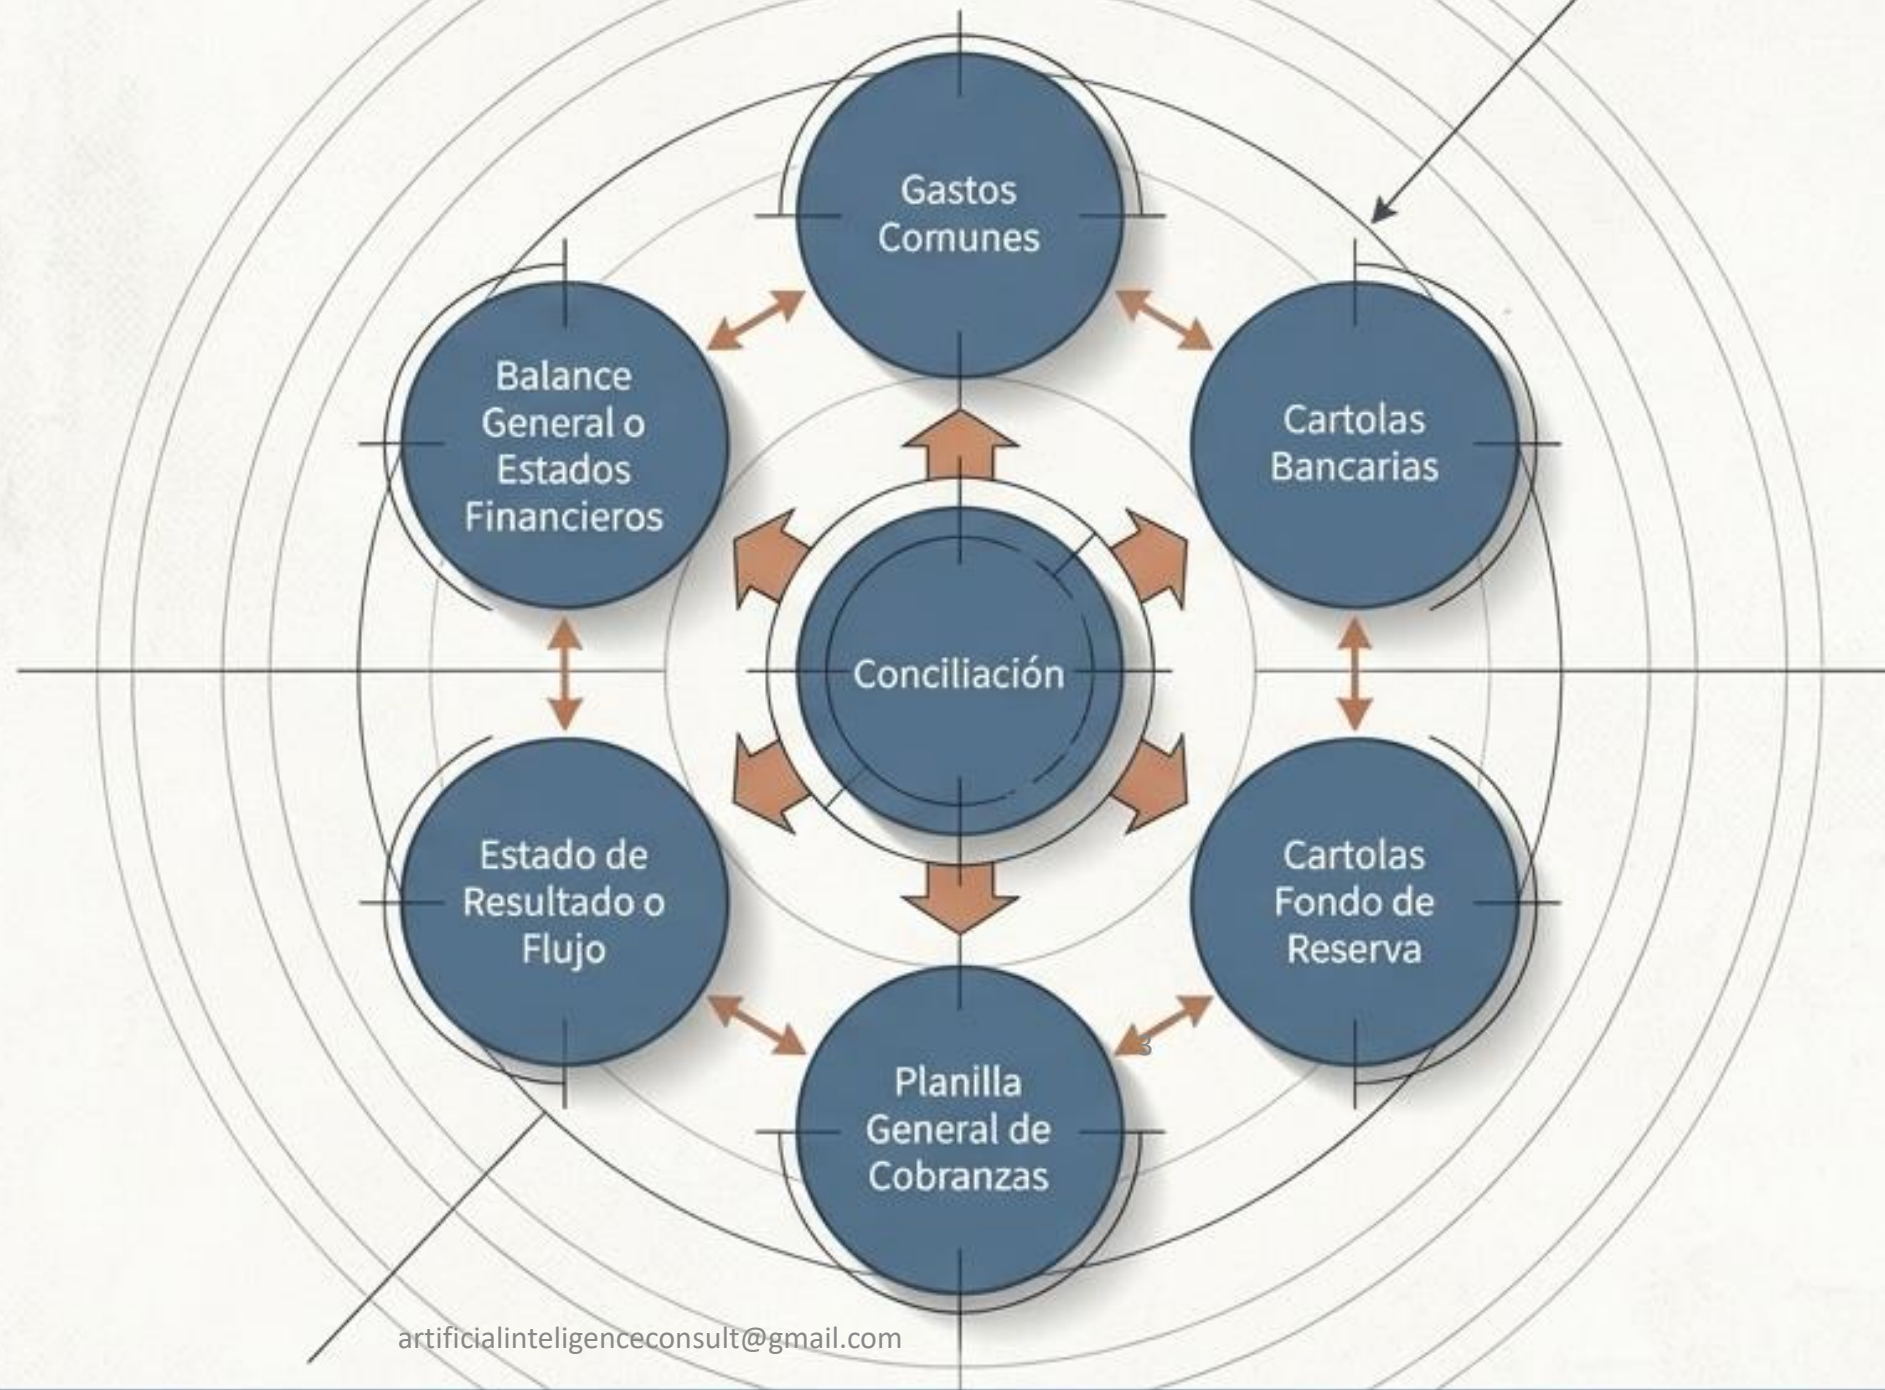 Gastos
Comunes
Balance
General o
Estados
Financieros
Cartolas
Bancarias
Conciliación
Estado de
Resultado o
Flujo
Cartolas
Fondo de
Reserva
3
Planilla
General de
Cobranzas
artificialinteligenceconsult@gmail.com